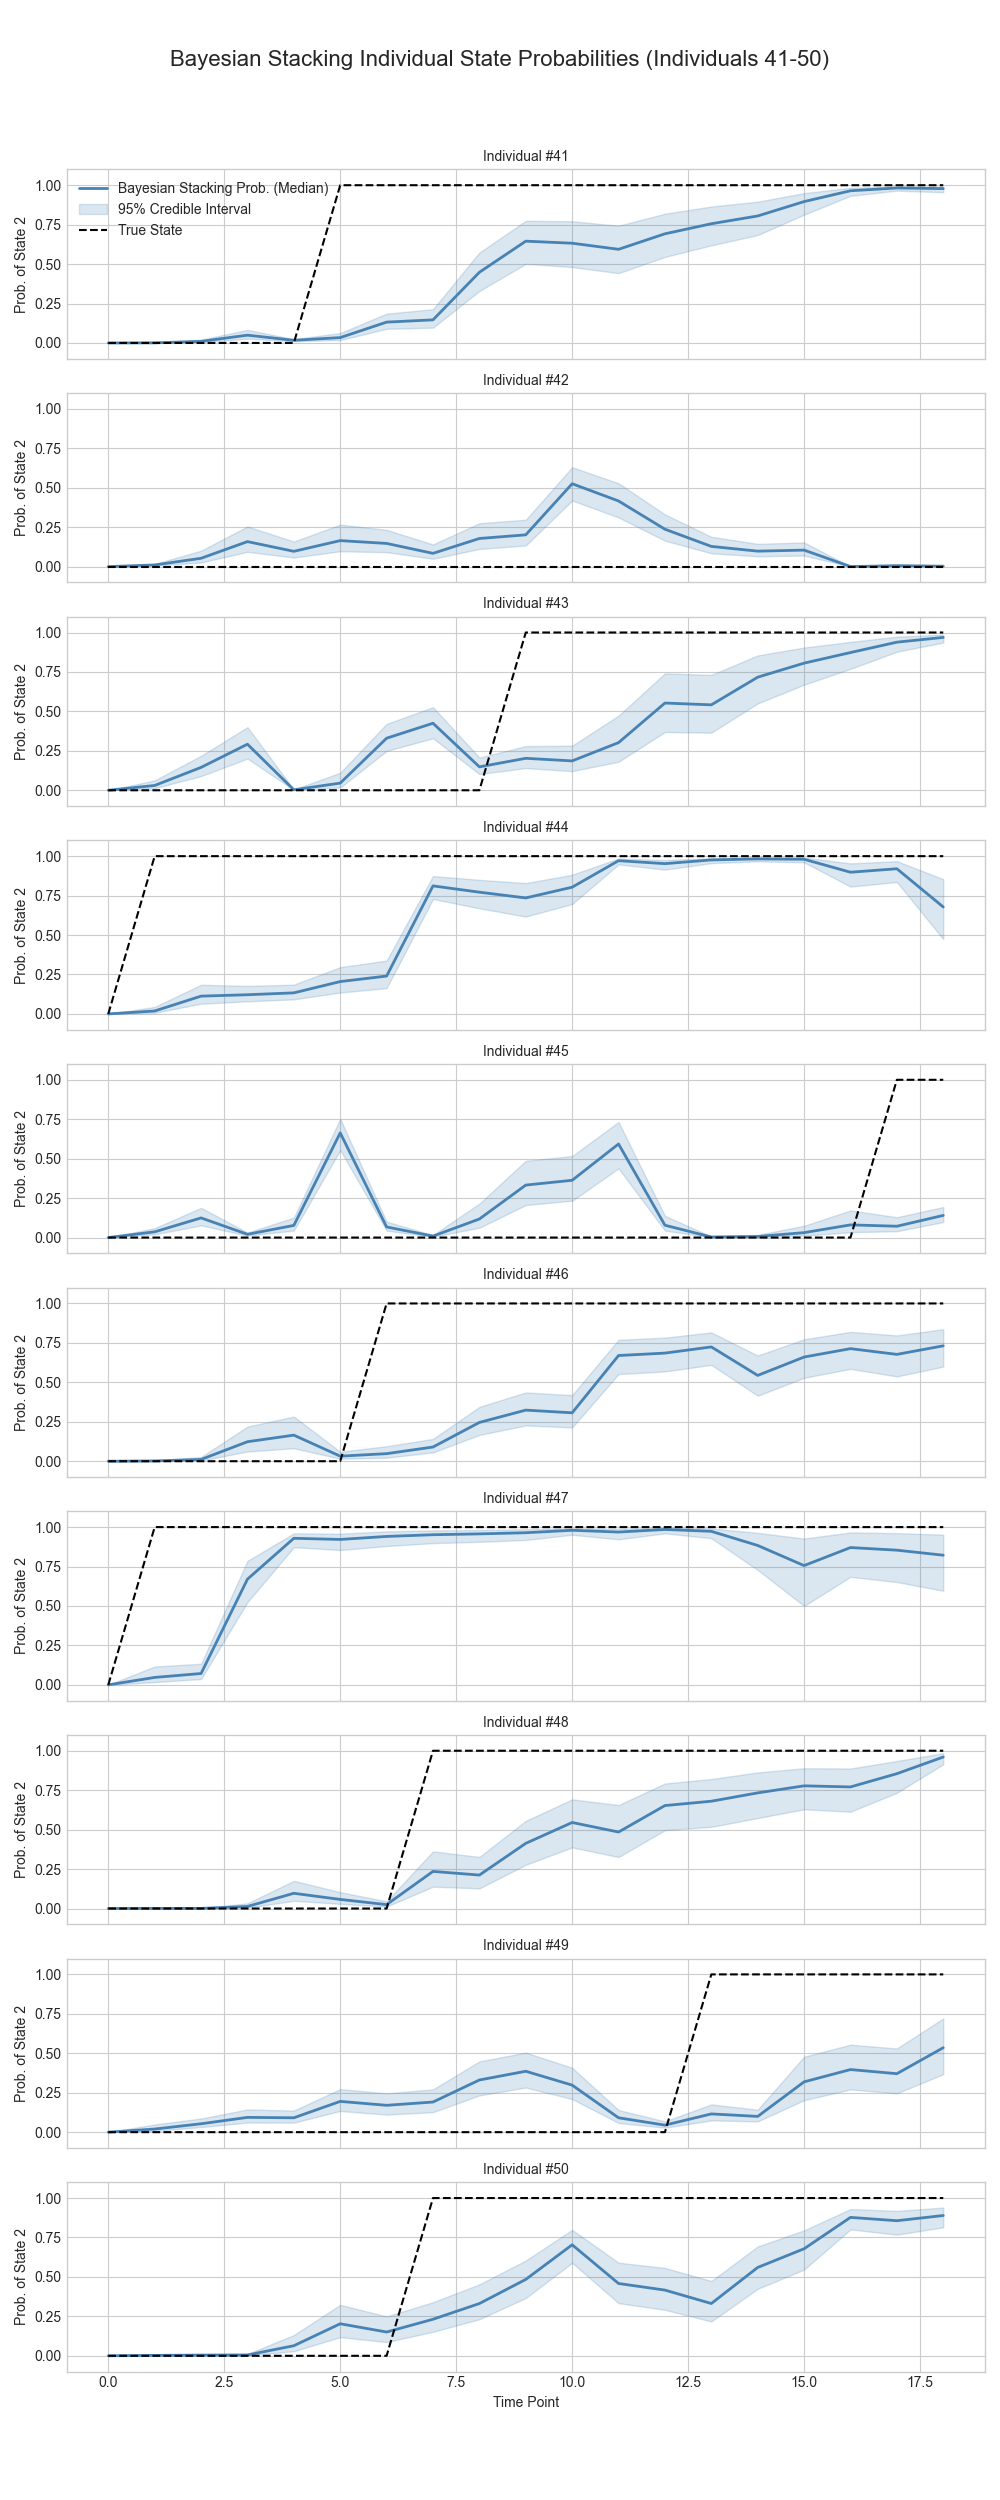 Bayesian Stacking Individual State Probabilities (Individuals 41-50)
Individual #41
Bayesian Stacking Prob. (Median)
95% Credible Interval
True State
Prob. of State 2
1.00
0.75
0.50
0.25
0.00
Individual #42
Prob. of State 2
1.00
0.75
0.50
0.25
0.00
Individual #43
Prob. of State 2
1.00
0.75
0.50
0.25
0.00
Individual #44
Prob. of State 2
1.00
0.75
0.50
0.25
0.00
Individual #45
Prob. of State 2
1.00
0.75
0.50
0.25
0.00
Individual #46
Prob. of State 2
1.00
0.75
0.50
0.25
0.00
Individual #47
Prob. of State 2
1.00
0.75
0.50
0.25
0.00
Individual #48
Prob. of State 2
1.00
0.75
0.50
0.25
0.00
Individual #49
Prob. of State 2
1.00
0.75
0.50
0.25
0.00
Individual #50
Prob. of State 2
1.00
0.75
0.50
0.25
0.00
0.0 2.5 5.0 7.5 10.0 12.5 15.0 17.5
Time Point